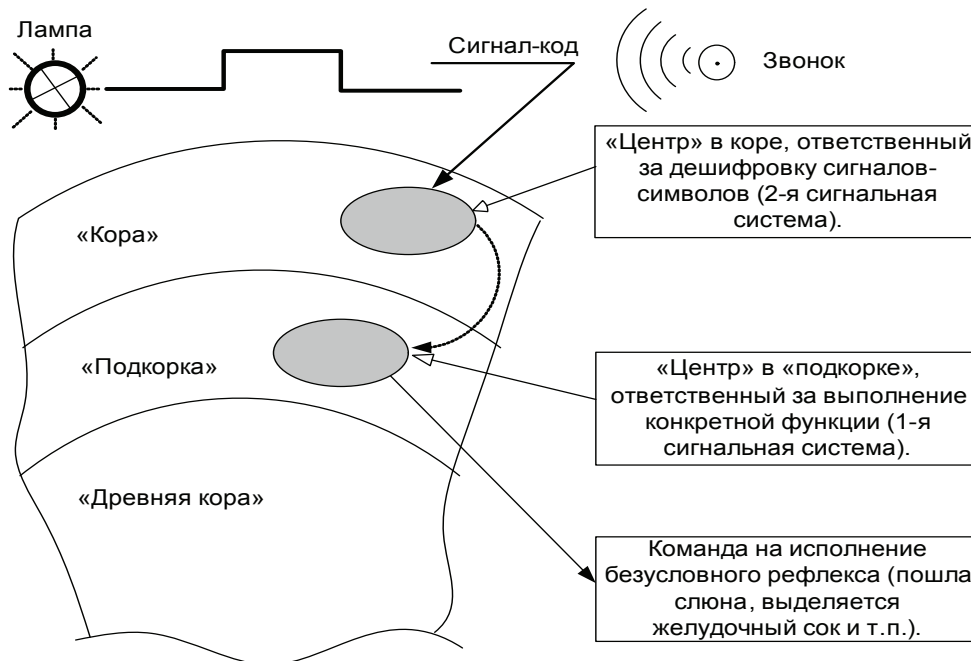 Лампа
Сигнал-код
Звонок
«Центр» в коре, ответственный
за дешифровку сигналов-
символов (2-я сигнальная
система).
«Кора»
«Подкорка»
«Центр» в «подкорке»,
ответственный за выполнение
конкретной функции (1-я
сигнальная система).
«Древняя кора»
Команда на исполнение
безусловного рефлекса (пошла
слюна, выделяется
желудочный сок и т.п.).